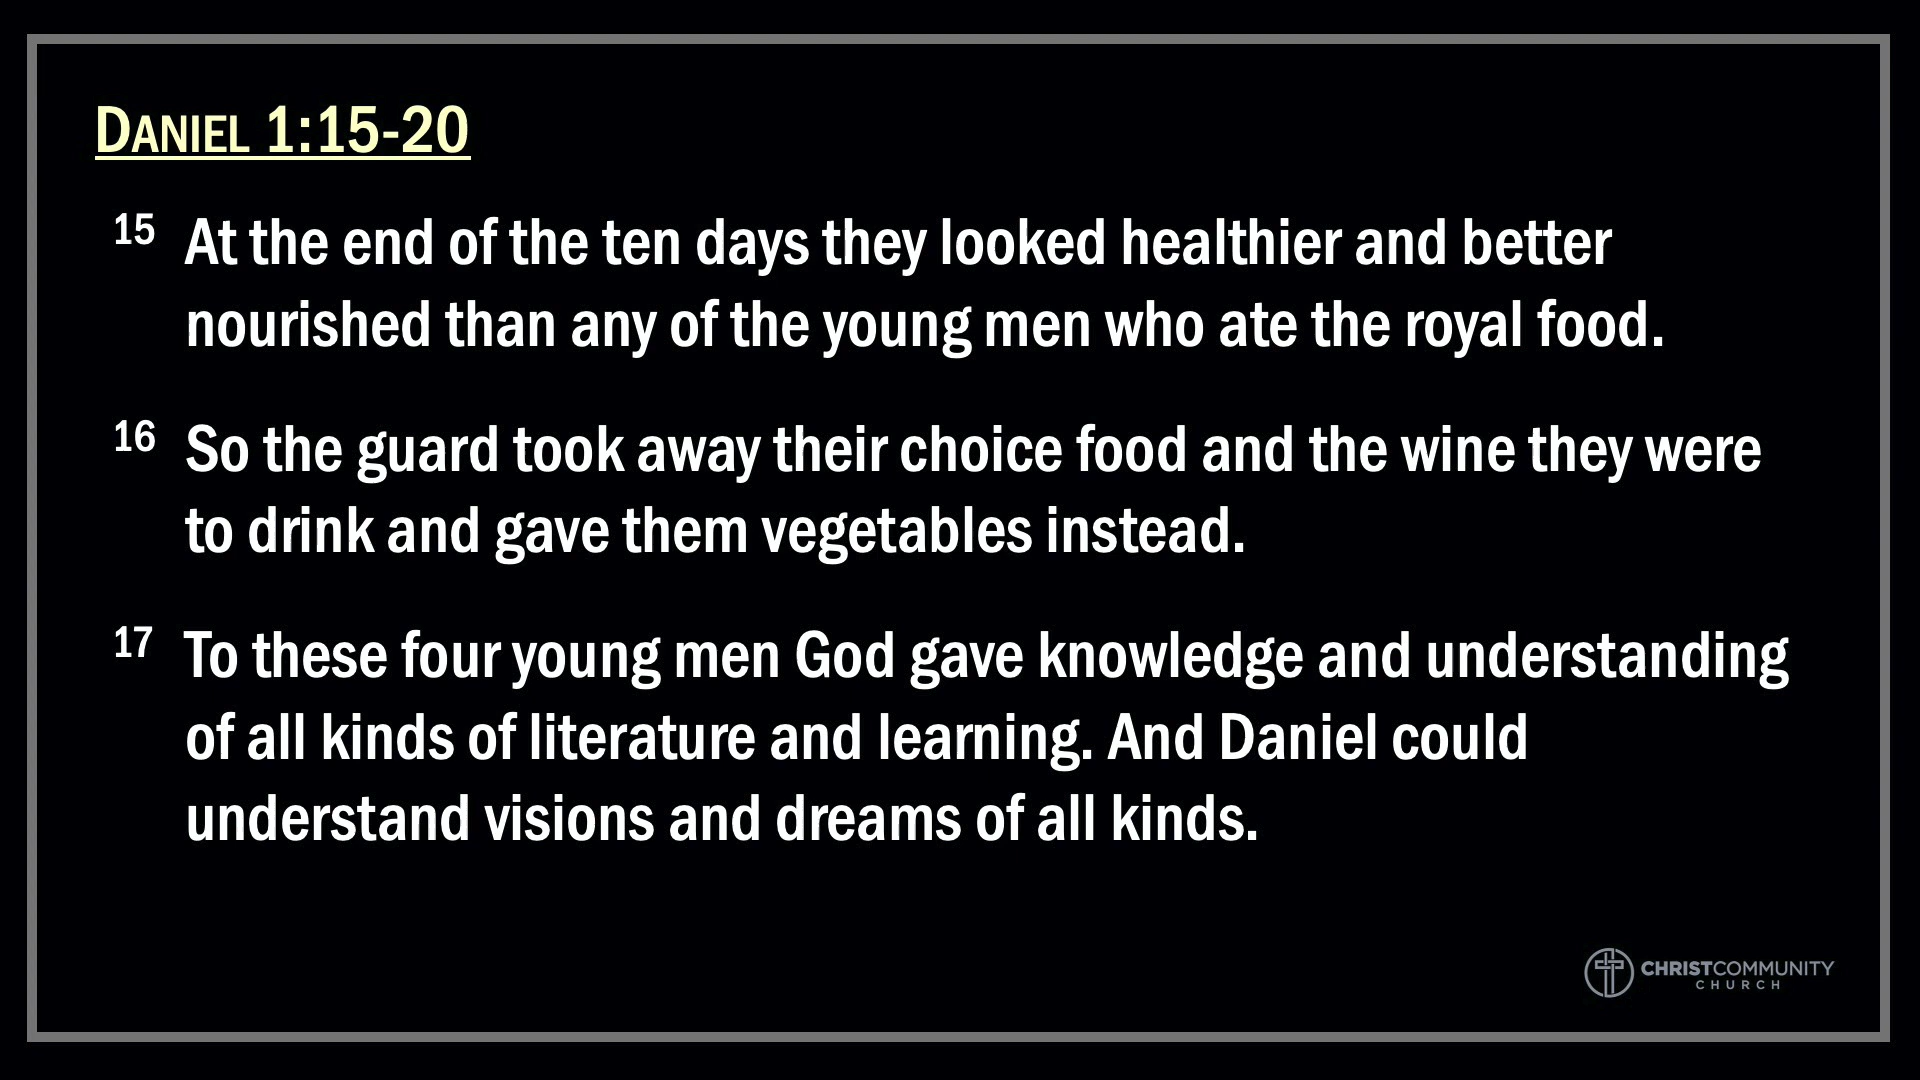 DANIEL 1:15-20
15 At the end of the ten days they looked healthier and better
nourished than any of the young men who ate the royal food.
16 So the guard took away their choice food and the wine they were
to drink and gave them vegetables instead.
17 To these four young men God gave knowledge and understanding
of all kinds of literature and learning. And Daniel could
understand visions and dreams of all kinds.
CHRISTCOMMUNITY
CHURCH